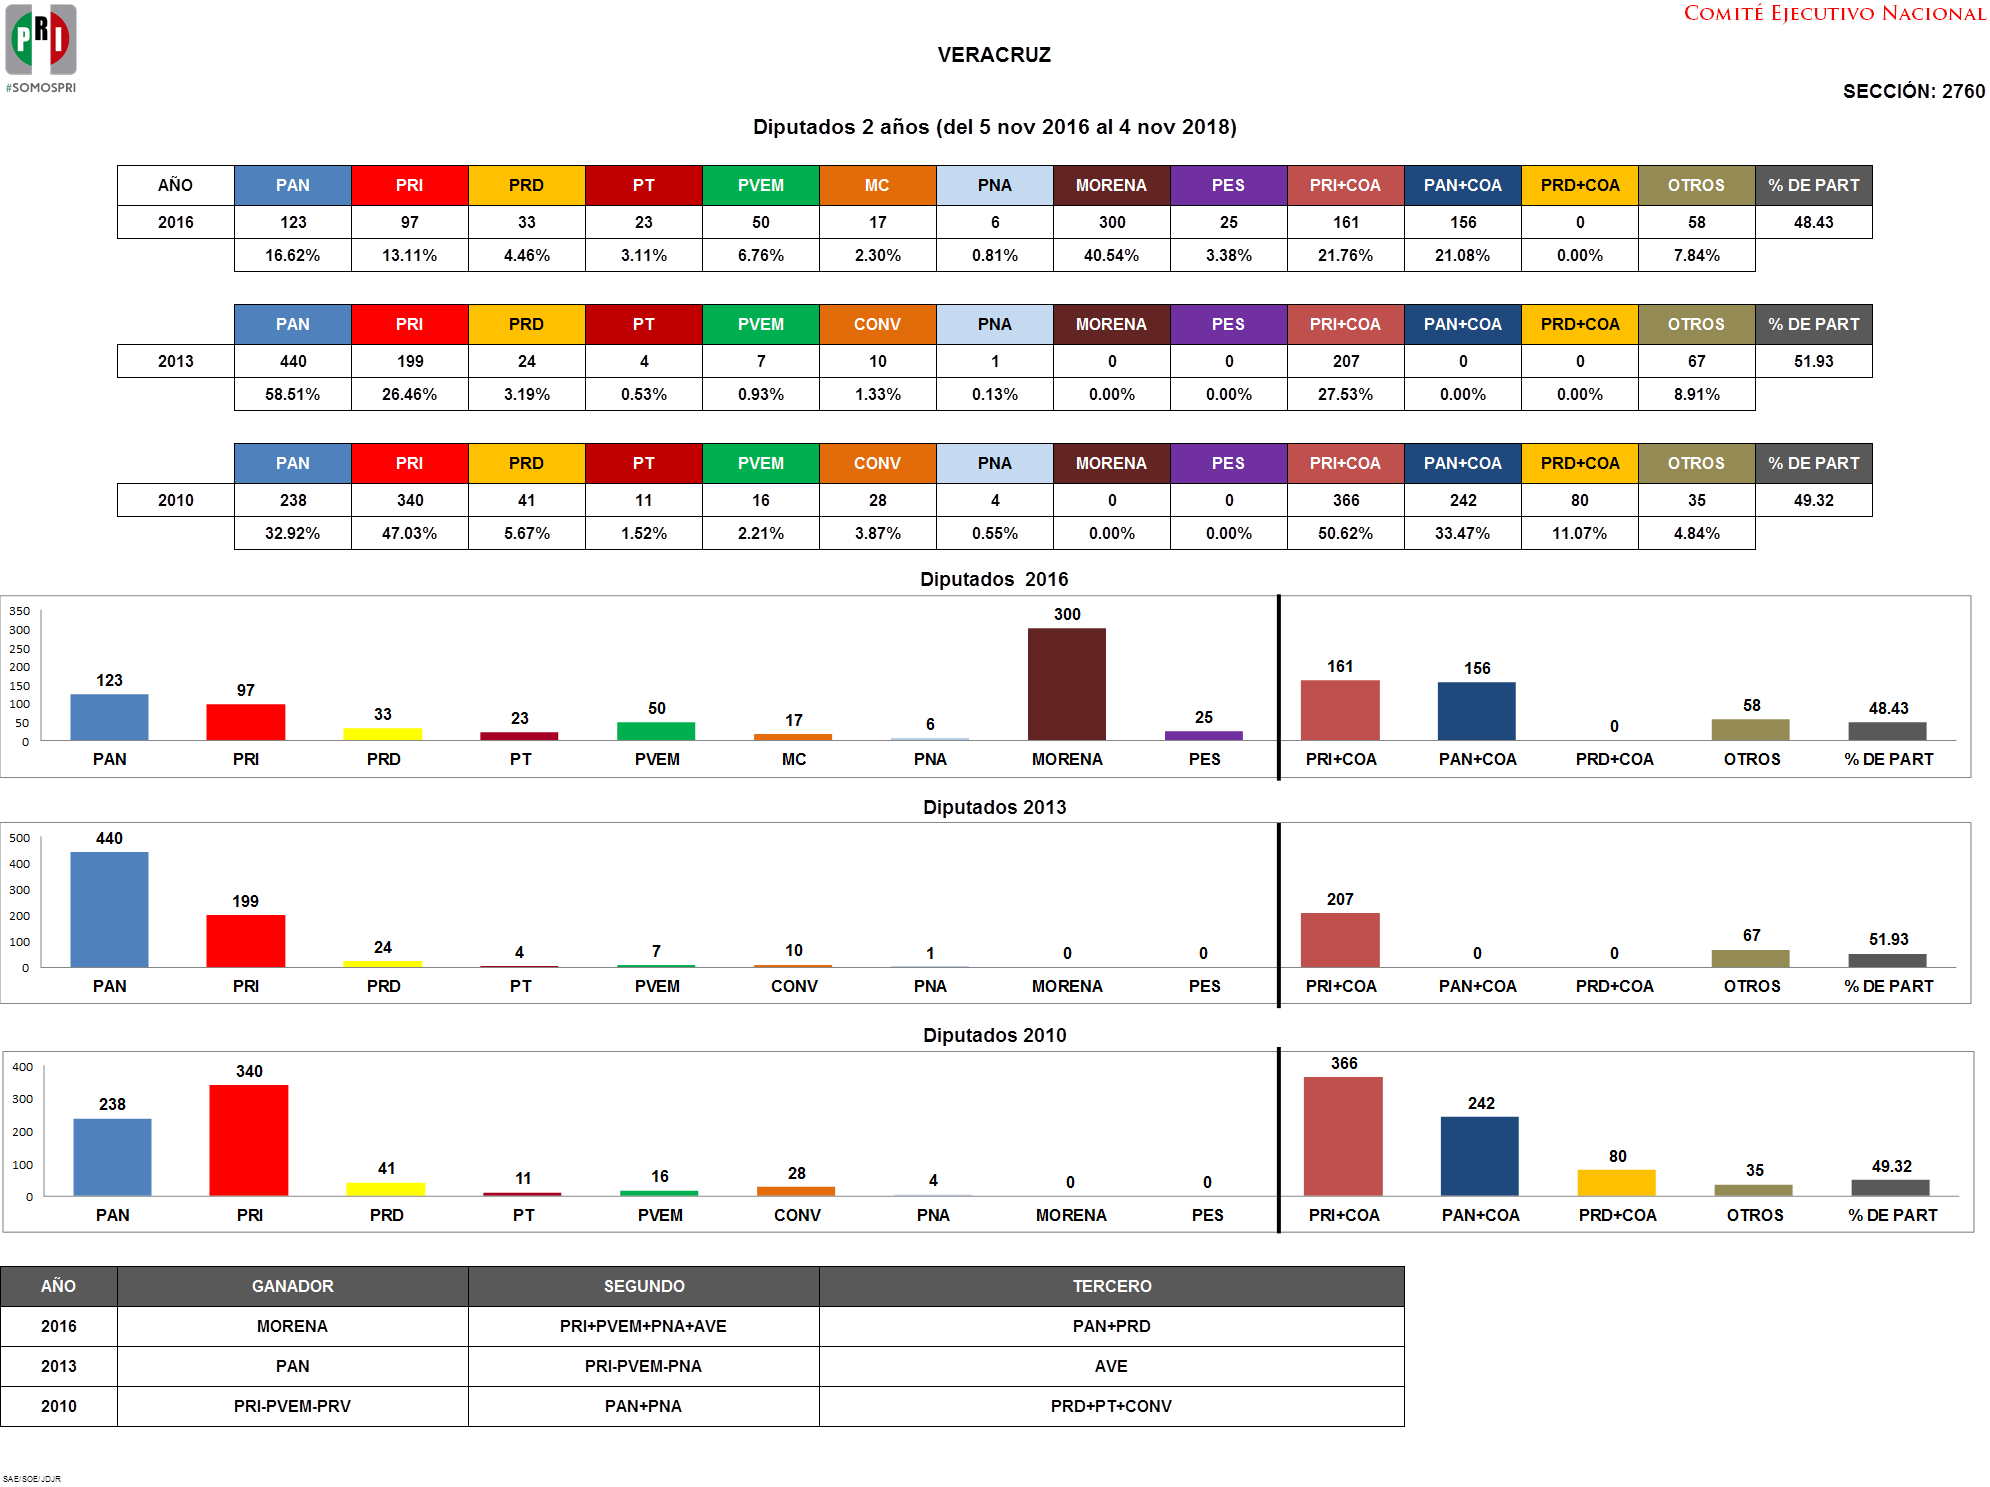 PRI
#SOMOSPRI
COMITÉ EJECUTIVO NACIONAL
VERACRUZ
SECCIÓN: 2760
Diputados 2 años (del 5 nov 2016 al 4 nov 2018)
AÑO PAN PRI PRD PT PVEM MC PNA MORENA PES PRI+COA PAN+COA PRD+COA OTROS % DE PART
2016 123 97 33 23 50 17 6 300 25 161 156 0 58 48.43
16.62% 13.11% 4.46% 3.11% 6.76% 2.30% 0.81% 40.54% 3.38% 21.76% 21.08% 0.00% 7.84%
PAN PRI PRD PT PVEM CONV PNA MORENA PES PRI+COA PAN+COA PRD+COA OTROS % DE PART
2013 440 199 24 4 7 10 1 0 0 207 0 0 67 51.93
58.51% 26.46% 3.19% 0.53% 0.93% 1.33% 0.13% 0.00% 0.00% 27.53% 0.00% 0.00% 8.91%
PAN PRI PRD PT PVEM CONV PNA MORENA PES PRI+COA PAN+COA PRD+COA OTROS % DE PART
2010 238 340 41 11 16 28 4 0 0 366 242 80 35 49.32
32.92% 47.03% 5.67% 1.52% 2.21% 3.87% 0.55% 0.00% 0.00% 50.62% 33.47% 11.07% 4.84%
Diputados 2016
350
300
250
200
150
100
50
0
123 97 33 23 50 17 6 300 25 161 156 0 58 48.43
PAN PRI PRD PT PVEM MC PNA MORENA PES PRI+COA PAN+COA PRD+COA OTROS % DE PART
Diputados 2013
500
400
300
200
100
0
440 199 24 4 7 10 1 0 0 207 0 0 67 51.93
PAN PRI PRD PT PVEM CONV PNA MORENA PES PRI+COA PAN+COA PRD+COA OTROS % DE PART
Diputados 2010
400
300
200
100
0
238 340 41 11 16 28 4 0 0 366 242 80 35 49.32
PAN PRI PRD PT PVEM CONV PNA MORENA PES PRI+COA PAN+COA PRD+COA OTROS % DE PART
AÑO GANADOR SEGUNDO TERCERO
2016 MORENA PRI+PVEM+PNA+AVE PAN+PRD
2013 PAN PRI-PVEM-PNA AVE
2010 PRI-PVEM-PRV PAN+PNA PRD+PT+CONV
SAE/SOE/JDJR